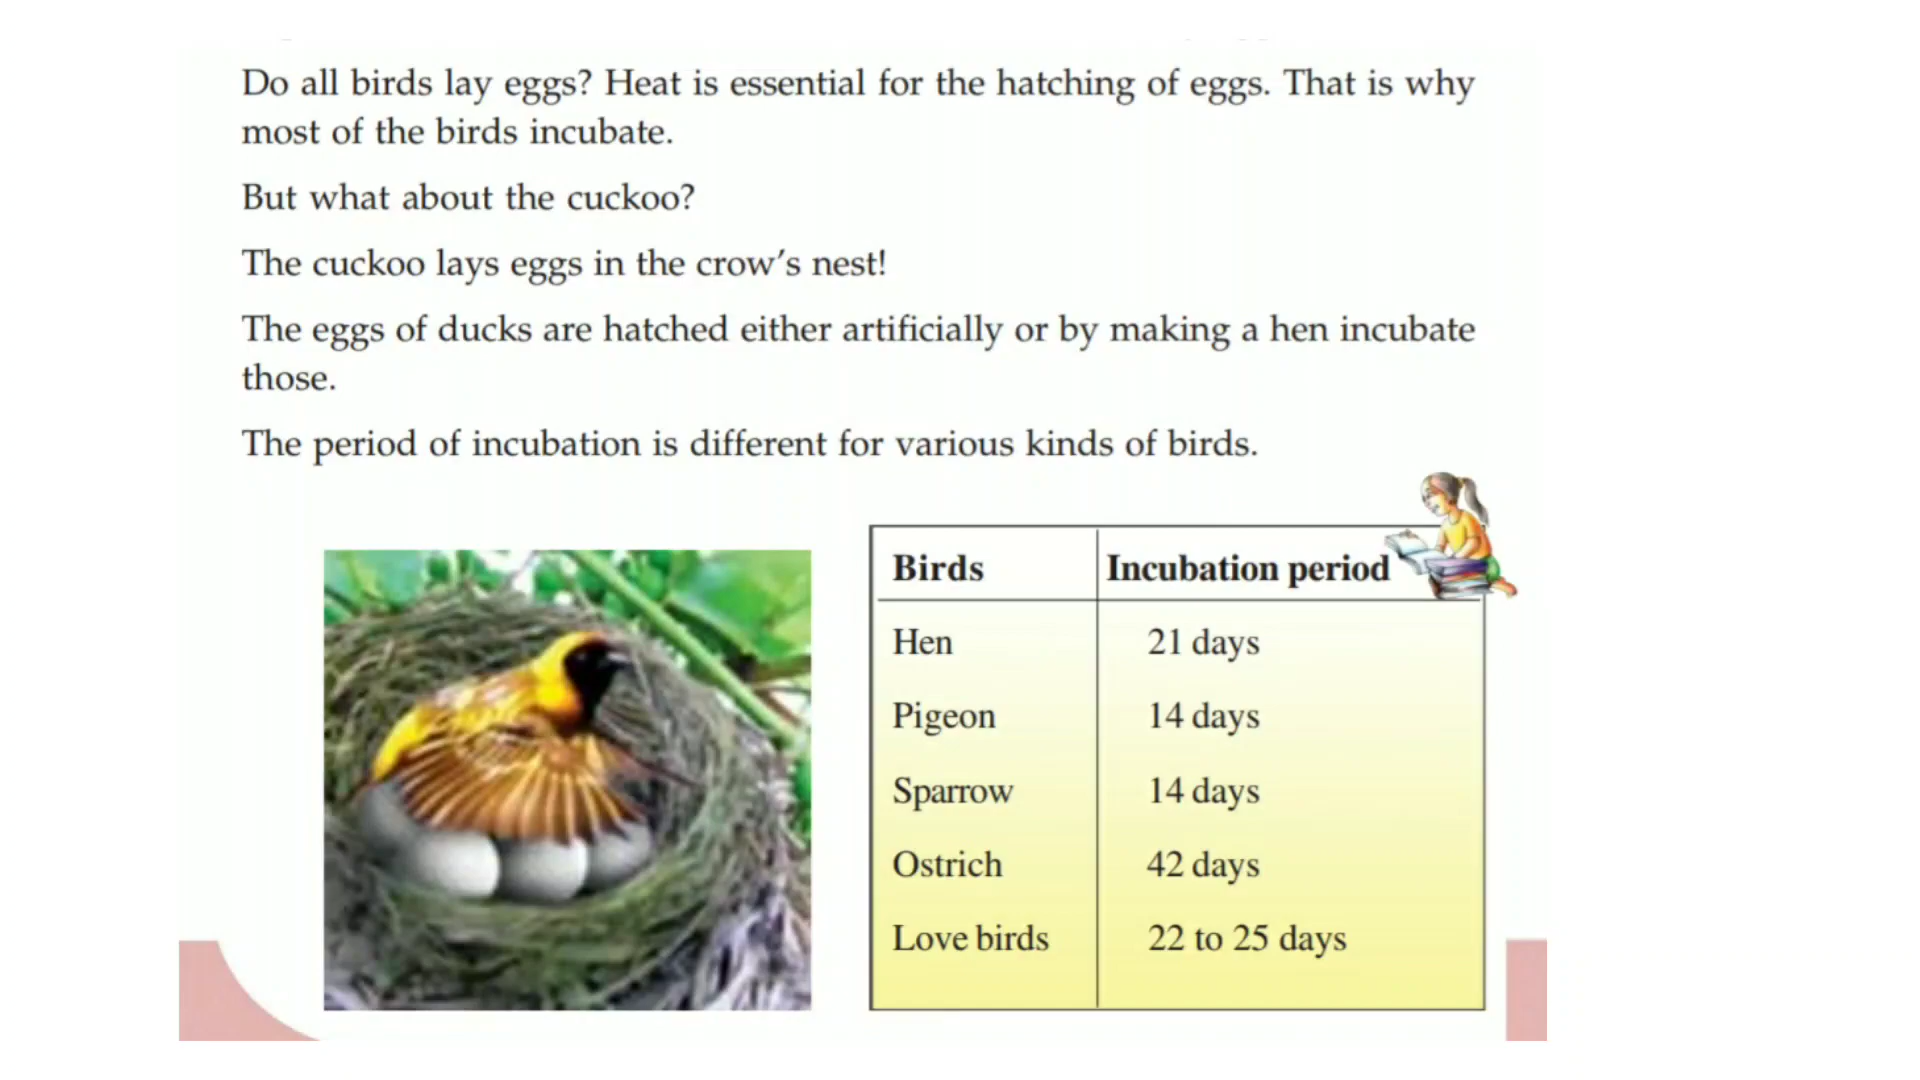 Do all birds lay eggs? Heat is essential for the hatching of eggs. That is why
most of the birds incubate.
But what about the cuckoo?
The cuckoo lays eggs in the crow's nest!
The eggs of ducks are hatched either artificially or by making a hen incubate
those.
The period of incubation is different for various kinds of birds.
Birds Incubation period
Hen 21 days
Pigeon 14 days
Sparrow 14 days
Ostrich 42 days
Love birds 22 to 25 days